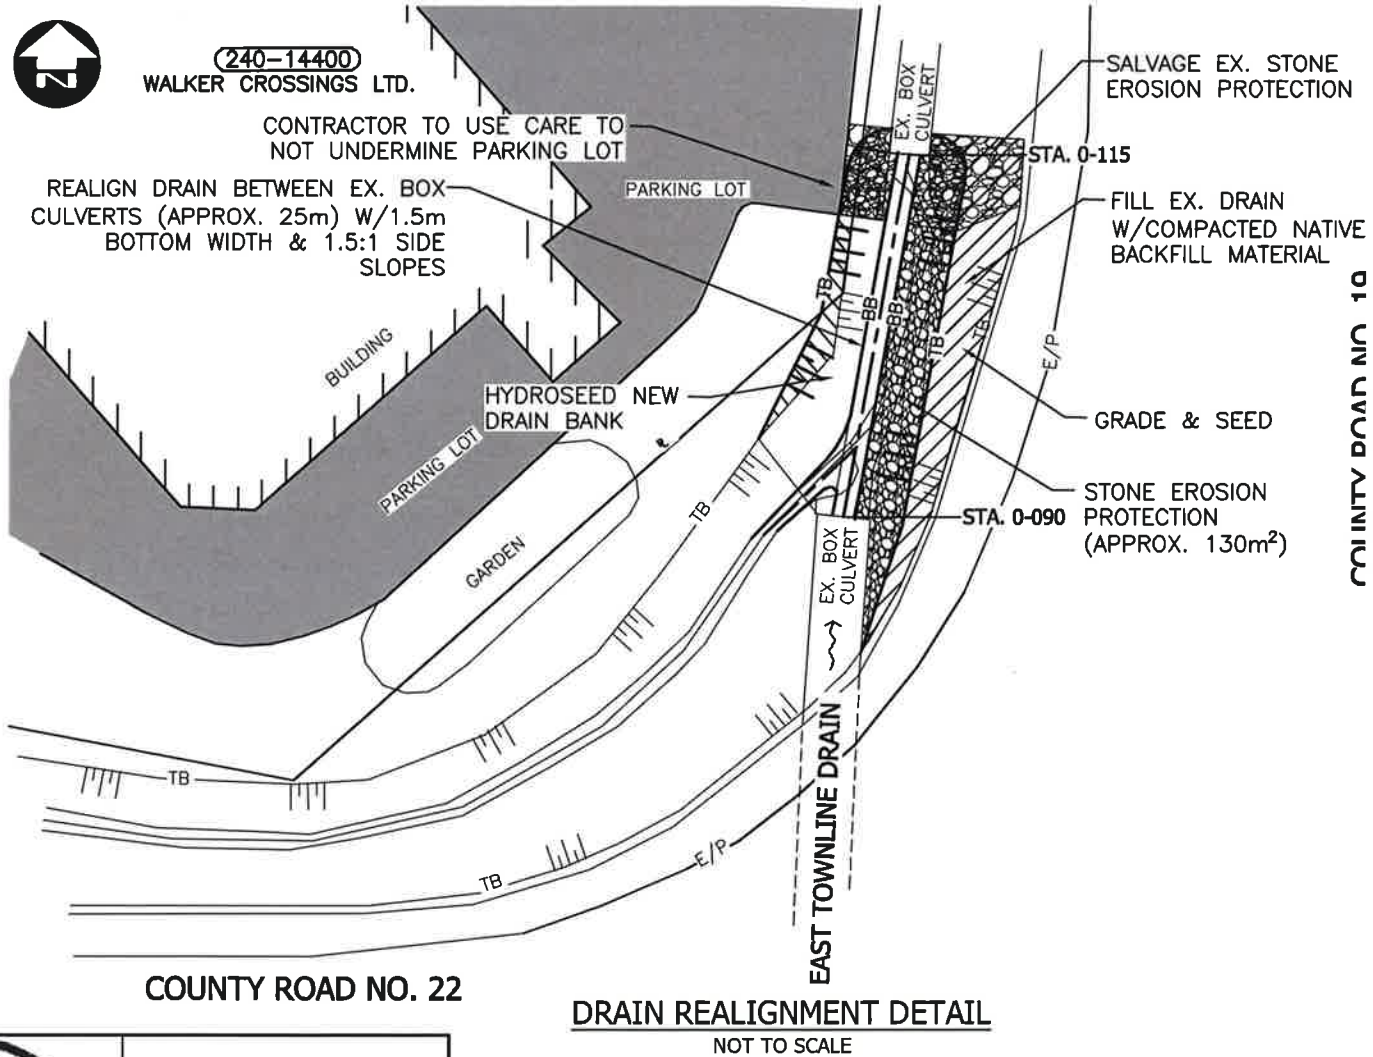 N
(240-14400)
WALKER CROSSINGS LTD.
CONTRACTOR TO USE CARE TO
NOT UNDERMINE PARKING LOT
REALIGN DRAIN BETWEEN EX. BOX
CULVERTS (APPROX. 25m) W/1.5m
BOTTOM WIDTH & 1.5:1 SIDE
SLOPES
PARKING LOT
EX. BOX
CULVERT
SALVAGE EX. STONE
EROSION PROTECTION
STA. 0-115
FILL EX. DRAIN
W/COMPACTED NATIVE
BACKFILL MATERIAL
COUNTY ROAD NO. 19
TB
BB
BB
TB
TB
E/P
BUILDING
HYDROSEED NEW
DRAIN BANK
GRADE & SEED
PARKING LOT
STONE EROSION
PROTECTION
(APPROX. 130m²)
STA. 0-090
TB
GARDEN
EX. BOX
CULVERT
TB
TB
E/P
EAST TOWNLINE DRAIN
COUNTY ROAD NO. 22
DRAIN REALIGNMENT DETAIL
NOT TO SCALE